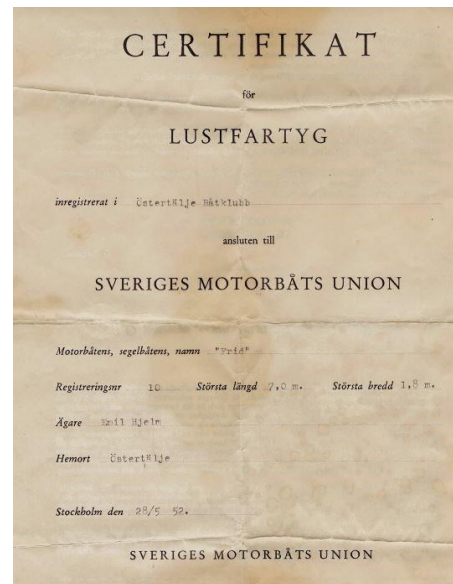 CERTIFIKAT
för
LUSTFARTYG
inregistrerat i Östertälje Båtklubb
ansluten till
SVERIGES MOTORBÅTS UNION
Motorbåtens, segelbåtens, namn "Frid"
Registreringsnr 10 Största längd 7,0 m. Största bredd 1,8 m.
Ägare Emil Hjelm
Hemort Östertälje
Stockholm den 28/5 52.
SVERIGES MOTORBÅTS UNION